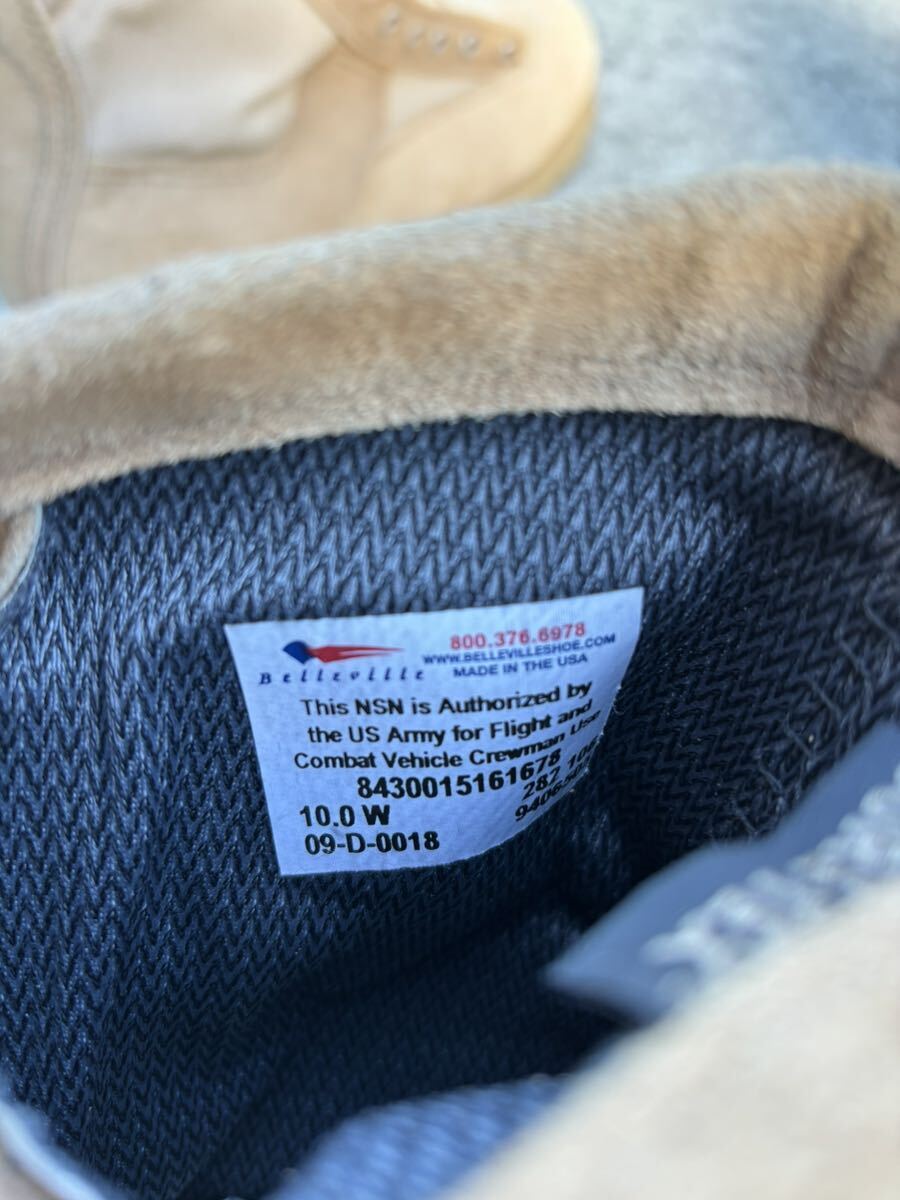 Belleville
800.376.6978
WWW.BELLEVILLESHOE.COM
MADE IN THE USA
This NSN is Authorized by
the US Army for Flight and
Combat Vehicle Crewman Use
8430015161678
10.0 W
09-D-0018